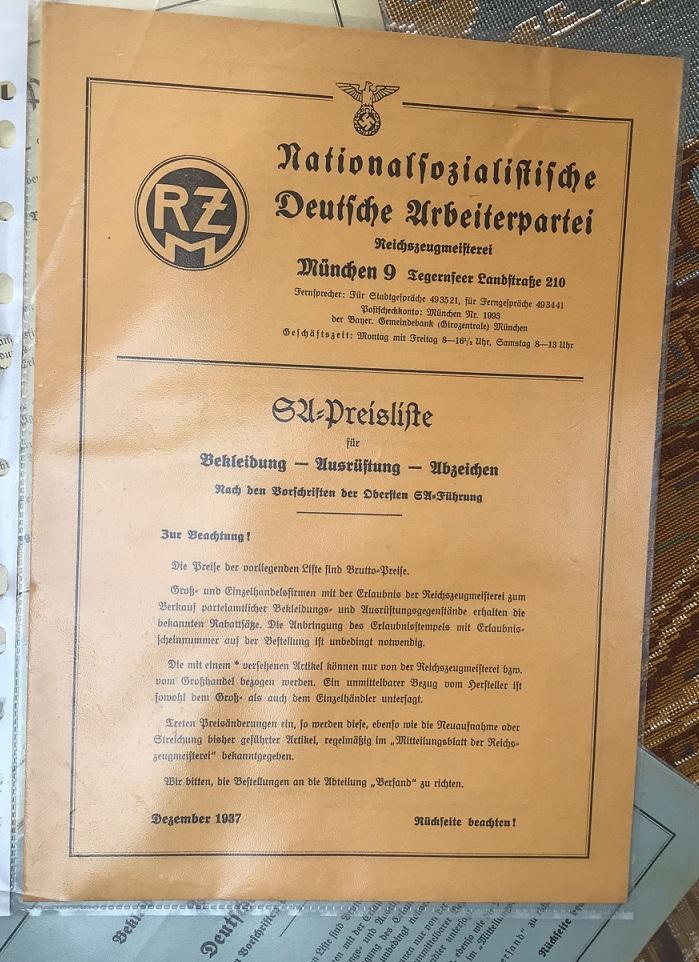 RZM
Nationalsozialistische
Deutsche Arbeiterpartei
Reichszeugmeisterei
München 9 Tegernseer Landstraße 210
Fernsprecher: Für Stadtgespräche 493521, für Ferngespräche 493441
Postscheckkonto: München Nr. 1993
der Bayer. Gemeindebank (Girozentrale) München
Geschäftszeit: Montag mit Freitag 8—16½ Uhr, Samstag 8—13 Uhr
SA-Preisliste
für
Bekleidung — Ausrüstung — Abzeichen
Nach den Vorschriften der Obersten SA-Führung
Zur Beachtung!
Die Preise der vorliegenden Liste sind Brutto-Preise.
Groß- und Einzelhandelsfirmen mit der Erlaubnis der Reichszeugmeisterei zum
Verkauf parteiamtlicher Bekleidungs- und Ausrüstungsgegenstände erhalten die
bekannten Rabattsätze. Die Anbringung des Erlaubnisstempels mit Erlaubnis-
scheinnummer auf der Bestellung ist unbedingt notwendig.
Die mit einem * versehenen Artikel können nur von der Reichszeugmeisterei bzw.
vom Großhandel bezogen werden. Ein unmittelbarer Bezug vom Hersteller ist
sowohl dem Groß- als auch dem Einzelhändler untersagt.
Treten Preisänderungen ein, so werden diese, ebenso wie die Neuaufnahme oder
Streichung bisher geführter Artikel, regelmäßig im „Mitteilungsblatt der Reichs-
zeugmeisterei" bekanntgegeben.
Wir bitten, die Bestellungen an die Abteilung „Versand" zu richten.
Dezember 1937 Rückseite beachten!